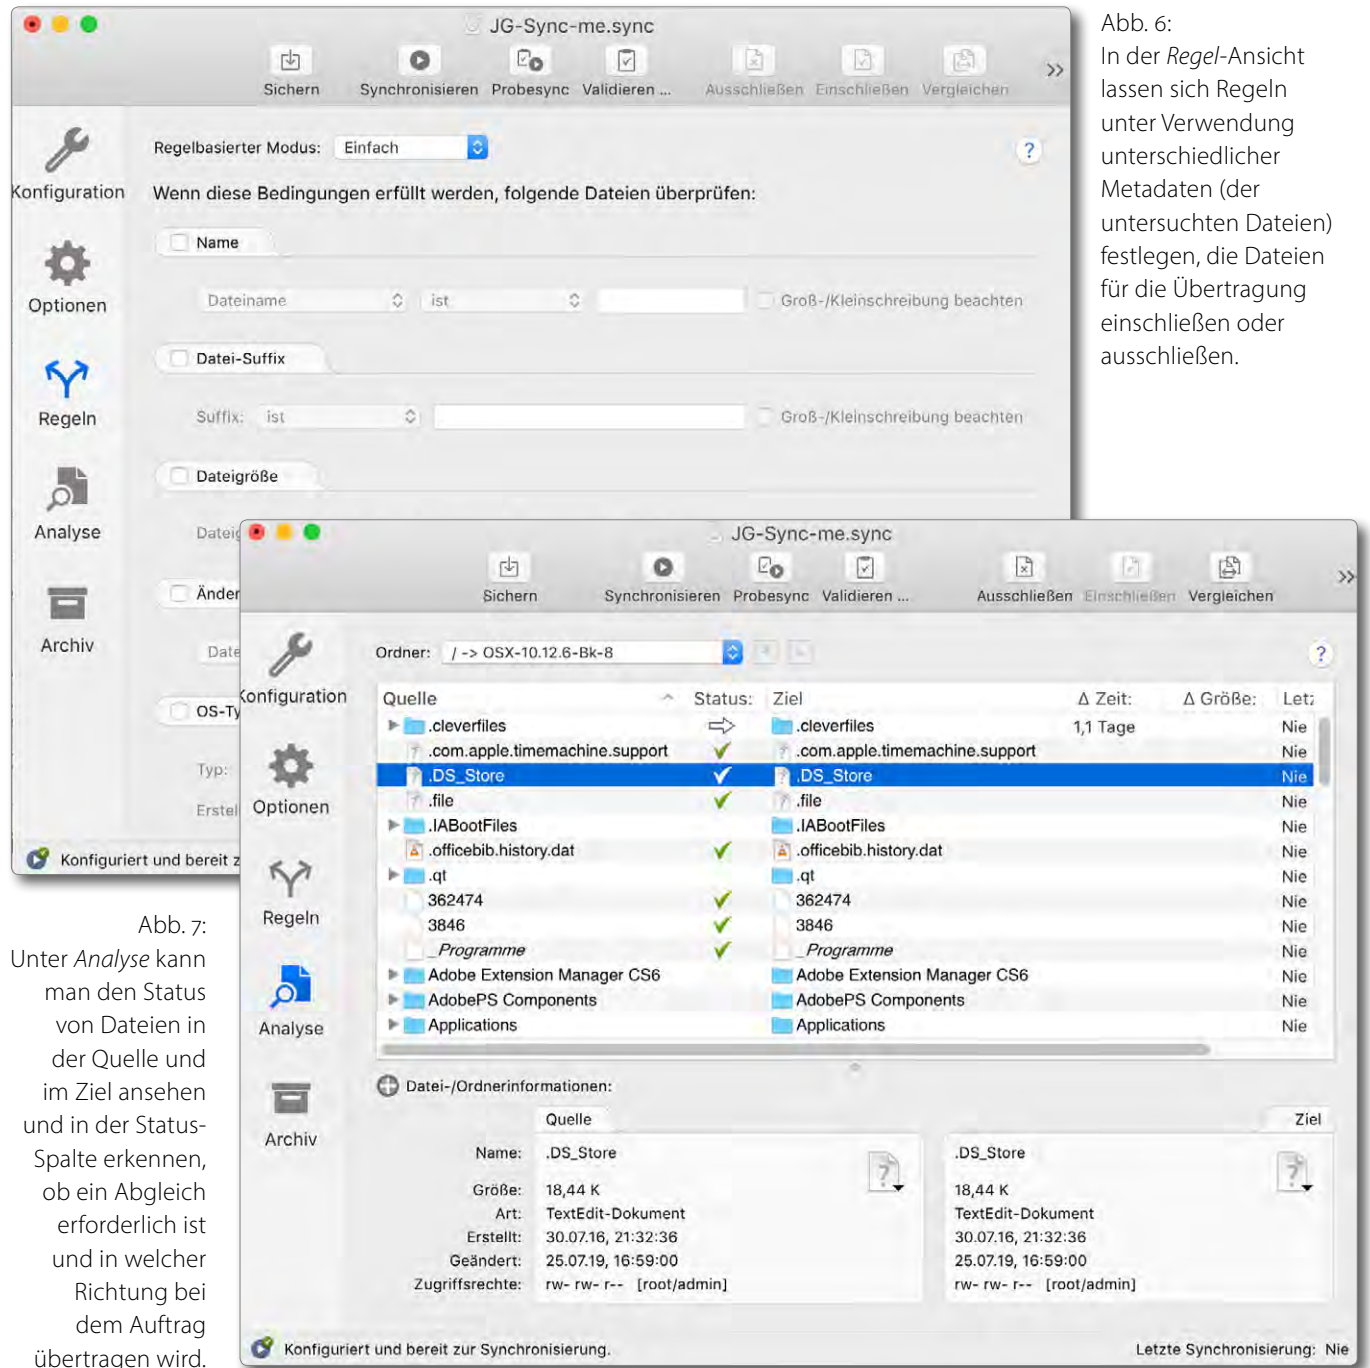 JG-Sync-me.sync
Sichern Synchronisieren Probesync Validieren ... Ausschließen Einschließen Vergleichen
Konfiguration
Optionen
Regeln
Analyse
Archiv
Regelbasierter Modus: Einfach
?
Wenn diese Bedingungen erfüllt werden, folgende Dateien überprüfen:
Name
Dateiname ist Groß-/Kleinschreibung beachten
Datei-Suffix
Suffix: ist Groß-/Kleinschreibung beachten
Dateigröße
Konfiguriert und bereit
Abb. 6:
In der Regel-Ansicht
lassen sich Regeln
unter Verwendung
unterschiedlicher
Metadaten (der
untersuchten Dateien)
festlegen, die Dateien
für die Übertragung
einschließen oder
ausschließen.
JG-Sync-me.sync
Sichern Synchronisieren Probesync Validieren ... Ausschließen Einschließen Vergleichen
Konfiguration
Optionen
Regeln
Analyse
Archiv
Ordner: / -> OSX-10.12.6-Bk-8
?
Quelle Status: Ziel Δ Zeit: Δ Größe:
.cleverfiles .cleverfiles 1,1 Tage Nie
.com.apple.timemachine.support .com.apple.timemachine.support Nie
.DS_Store .DS_Store Nie
.file .file Nie
.IABootFiles .IABootFiles Nie
.officebib.history.dat .officebib.history.dat Nie
.qt .qt Nie
362474 362474 Nie
3846 3846 Nie
_Programme _Programme Nie
Adobe Extension Manager CS6 Adobe Extension Manager CS6 Nie
AdobePS Components AdobePS Components Nie
Applications Applications Nie
Datei-/Ordnerinformationen:
Quelle Ziel
Name: .DS_Store .DS_Store
Größe: 18,44 K 18,44 K
Art: TextEdit-Dokument TextEdit-Dokument
Erstellt: 30.07.16, 21:32:36 30.07.16, 21:32:36
Geändert: 25.07.19, 16:59:00 25.07.19, 16:59:00
Zugriffsrechte: rw- rw- r-- [root/admin] rw- rw- r-- [root/admin]
Konfiguriert und bereit zur Synchronisierung. Letzte Synchronisierung: Nie
Abb. 7:
Unter Analyse kann
man den Status
von Dateien in
der Quelle und
im Ziel ansehen
und in der Status-
Spalte erkennen,
ob ein Abgleich
erforderlich ist
und in welcher
Richtung bei
dem Auftrag
übertragen wird.